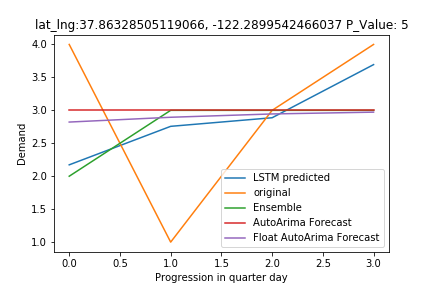 lat_lng:37.86328505119066, -122.2899542466037 P_Value: 5
4.0
3.5
3.0
2.5
2.0
1.5
1.0
Demand
LSTM predicted
original
Ensemble
AutoArima Forecast
Float AutoArima Forecast
0.0 0.5 1.0 1.5 2.0 2.5 3.0
Progression in quarter day